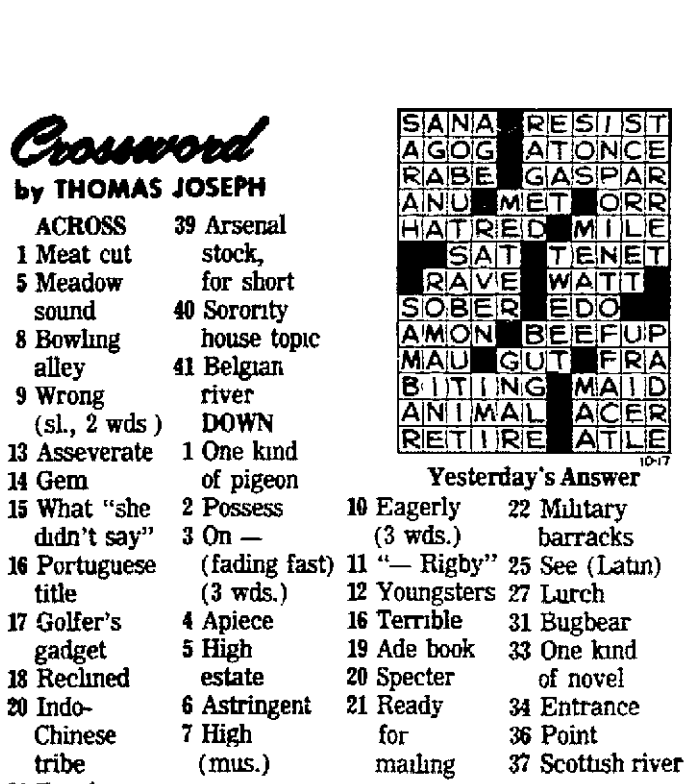 Crossword
by THOMAS JOSEPH
ACROSS
1 Meat cut
5 Meadow
sound
8 Bowling
alley
9 Wrong
(sl., 2 wds )
13 Asseverate
14 Gem
15 What "she
didn't say"
16 Portuguese
title
17 Golfer's
gadget
18 Reclined
20 Indo-
Chinese
tribe
39 Arsenal
stock,
for short
40 Sorority
house topic
41 Belgian
river
DOWN
1 One kind
of pigeon
2 Possess
3 On —
(fading fast)
(3 wds.)
4 Apiece
5 High
estate
6 Astringent
7 High
(mus.)
SANA RESIST
AGOG ATONCE
RABE GASPAR
ANU MET ORR
HATRED MILE
SAT TENET
RAVE WATT
SOBER EDO
AMON BEEFUP
MAU GUT FRA
BITING MAID
ANIMAL ACER
RETIRE ATLE
10-17
Yesterday's Answer
10 Eagerly
(3 wds.)
11 "— Rigby"
12 Youngsters
16 Terrible
19 Ade book
20 Specter
21 Ready
for
mailing
22 Military
barracks
25 See (Latin)
27 Lurch
31 Bugbear
33 One kind
of novel
34 Entrance
36 Point
37 Scottish river